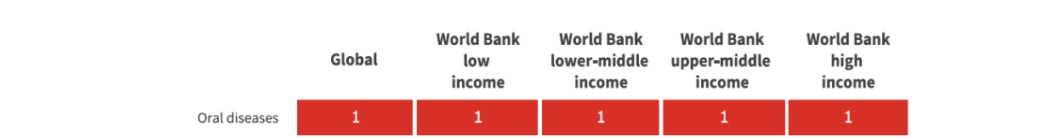 Global
World Bank
low
income
World Bank
lower-middle
income
World Bank
upper-middle
income
World Bank
high
income
Oral diseases 1 1 1 1 1